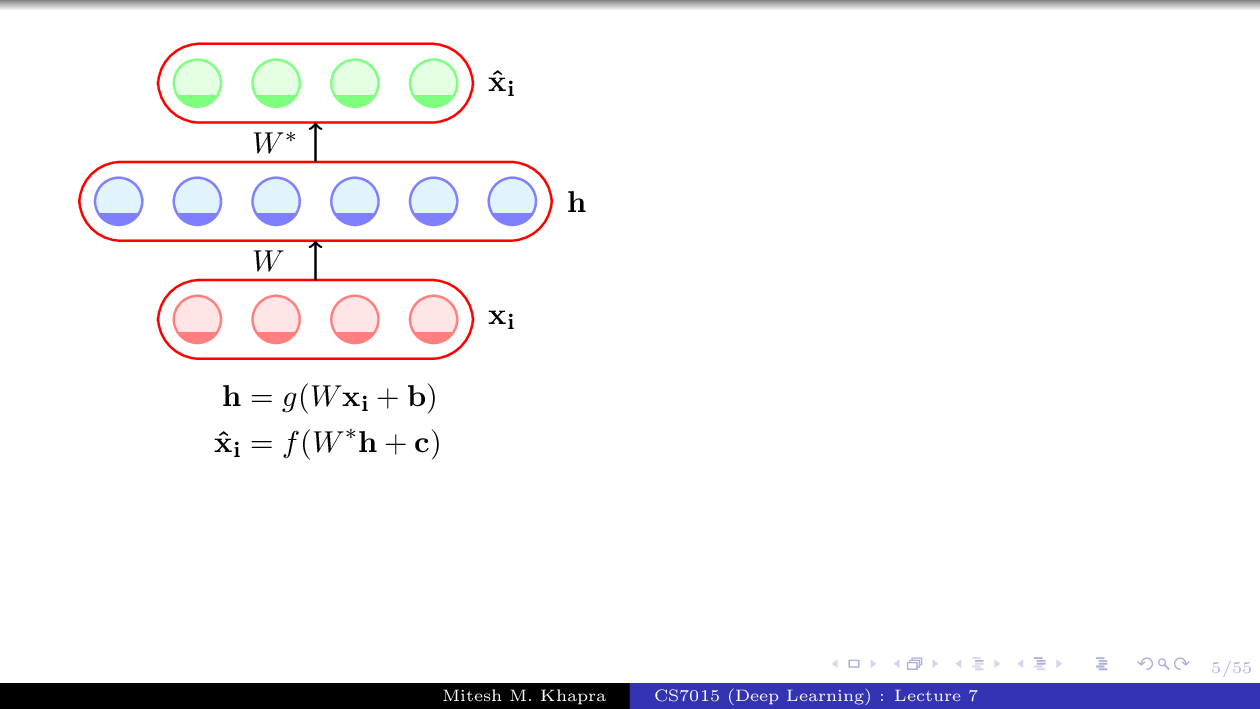 x̂ᵢ
W*
h
W
xᵢ
h = g(Wxᵢ + b)
x̂ᵢ = f(W*h + c)
5/55
Mitesh M. Khapra CS7015 (Deep Learning) : Lecture 7